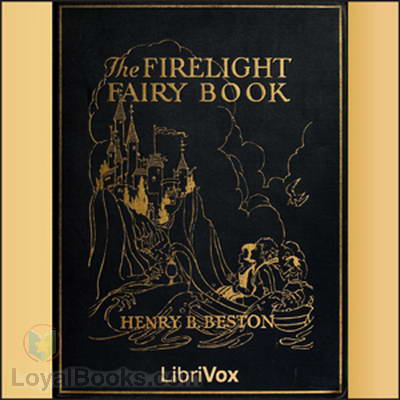 The FIRELIGHT
FAIRY BOOK
HENRY B. BESTON
LoyalBooks.com
LibriVox